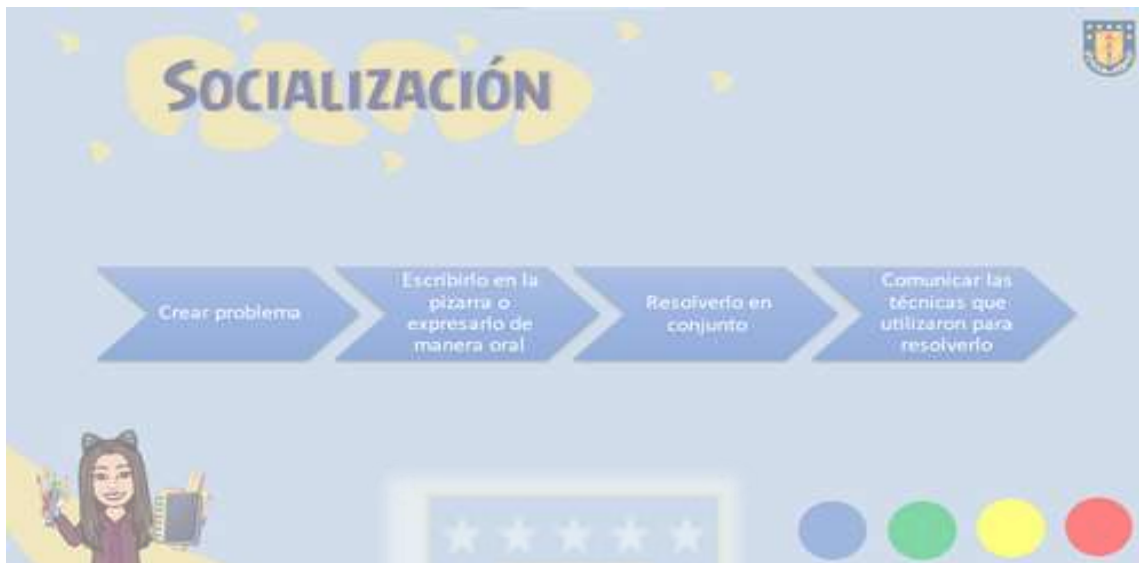 SOCIALIZACIÓN
Crear problema
Escribirlo en la
pizarra o
expresarlo de
manera oral
Resolverlo en
conjunto
Comunicar las
técnicas que
utilizaron para
resolverlo